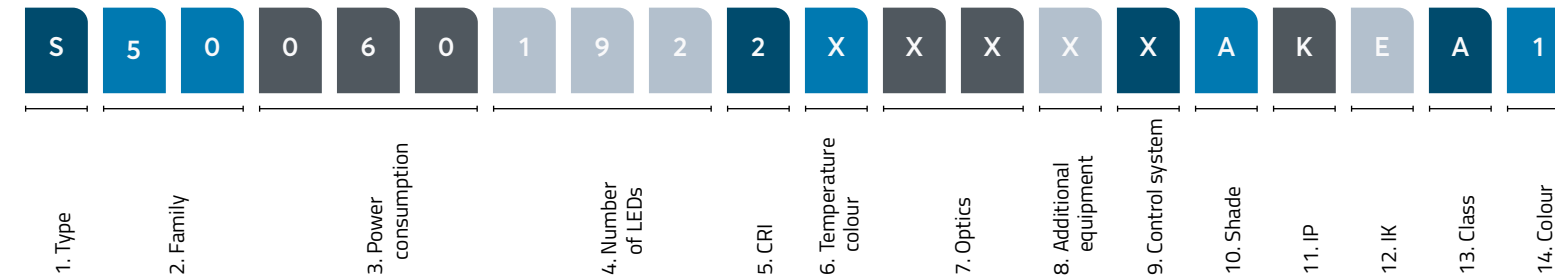 S 5 0 0 6 0 1 9 2 2 X X X X X A K E A 1
1. Type
2. Family
3. Power
consumption
4. Number
of LEDs
5. CRI
6. Temperature
colour
7. Optics
8. Additional
equipment
9. Control system
10. Shade
11. IP
12. IK
13. Class
14. Colour